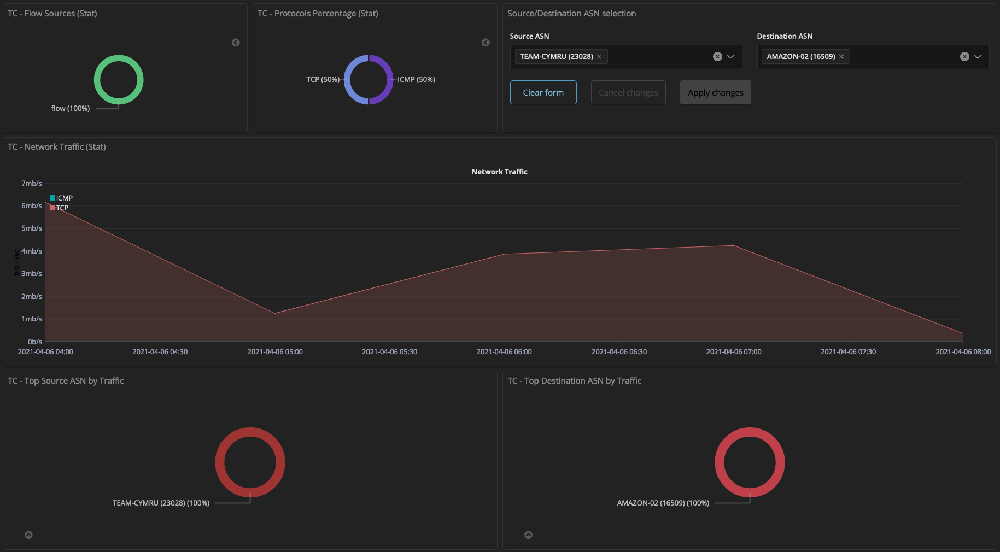 TC - Flow Sources (Stat)
flow (100%)
TC - Protocols Percentage (Stat)
TCP (50%)
ICMP (50%)
Source/Destination ASN selection
Source ASN
TEAM-CYMRU (23028)
Destination ASN
AMAZON-02 (16509)
Clear form
Cancel changes
Apply changes
TC - Network Traffic (Stat)
Network Traffic
bits / sec
7mb/s
6mb/s
5mb/s
4mb/s
3mb/s
2mb/s
1mb/s
0b/s
ICMP
TCP
2021-04-06 04:00
2021-04-06 04:30
2021-04-06 05:00
2021-04-06 05:30
2021-04-06 06:00
2021-04-06 06:30
2021-04-06 07:00
2021-04-06 07:30
2021-04-06 08:00
TC - Top Source ASN by Traffic
TEAM-CYMRU (23028) (100%)
TC - Top Destination ASN by Traffic
AMAZON-02 (16509) (100%)